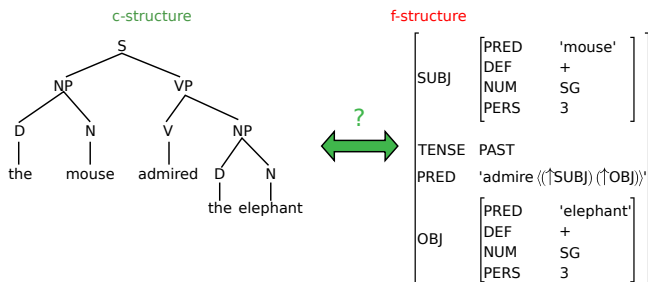 c-structure
f-structure
S
NP VP
D N V NP
the mouse admired D N
the elephant
?
SUBJ
PRED 'mouse'
DEF +
NUM SG
PERS 3
TENSE PAST
PRED 'admire ⟨(↑SUBJ) (↑OBJ)⟩'
OBJ
PRED 'elephant'
DEF +
NUM SG
PERS 3